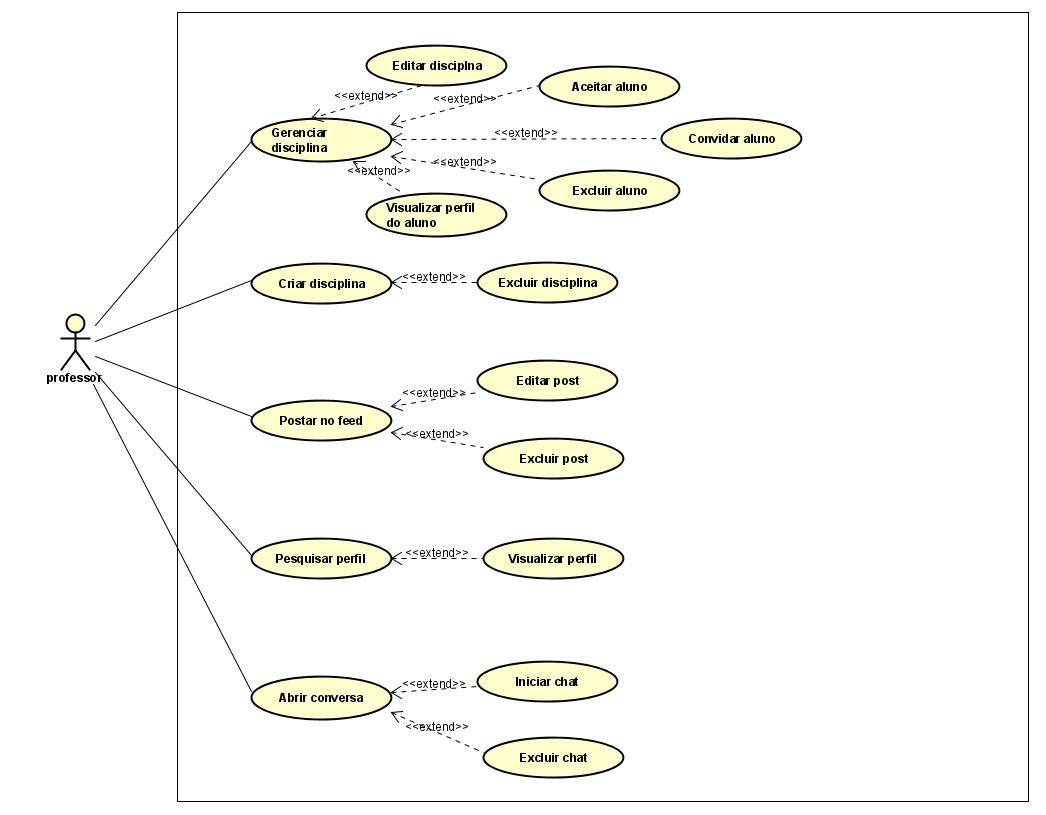 Editar disciplna
<<extend>>
<<extend>>
Aceitar aluno
Gerenciar
disciplina
<<extend>>
Convidar aluno
<<extend>>
<<extend>>
Excluir aluno
Visualizar perfil
do aluno
Criar disciplina
<<extend>>
Excluir disciplina
professor
Postar no feed
<<extend>>
Editar post
<<extend>>
Excluir post
Pesquisar perfil
<<extend>>
Visualizar perfil
Abrir conversa
<<extend>>
Iniciar chat
<<extend>>
Excluir chat